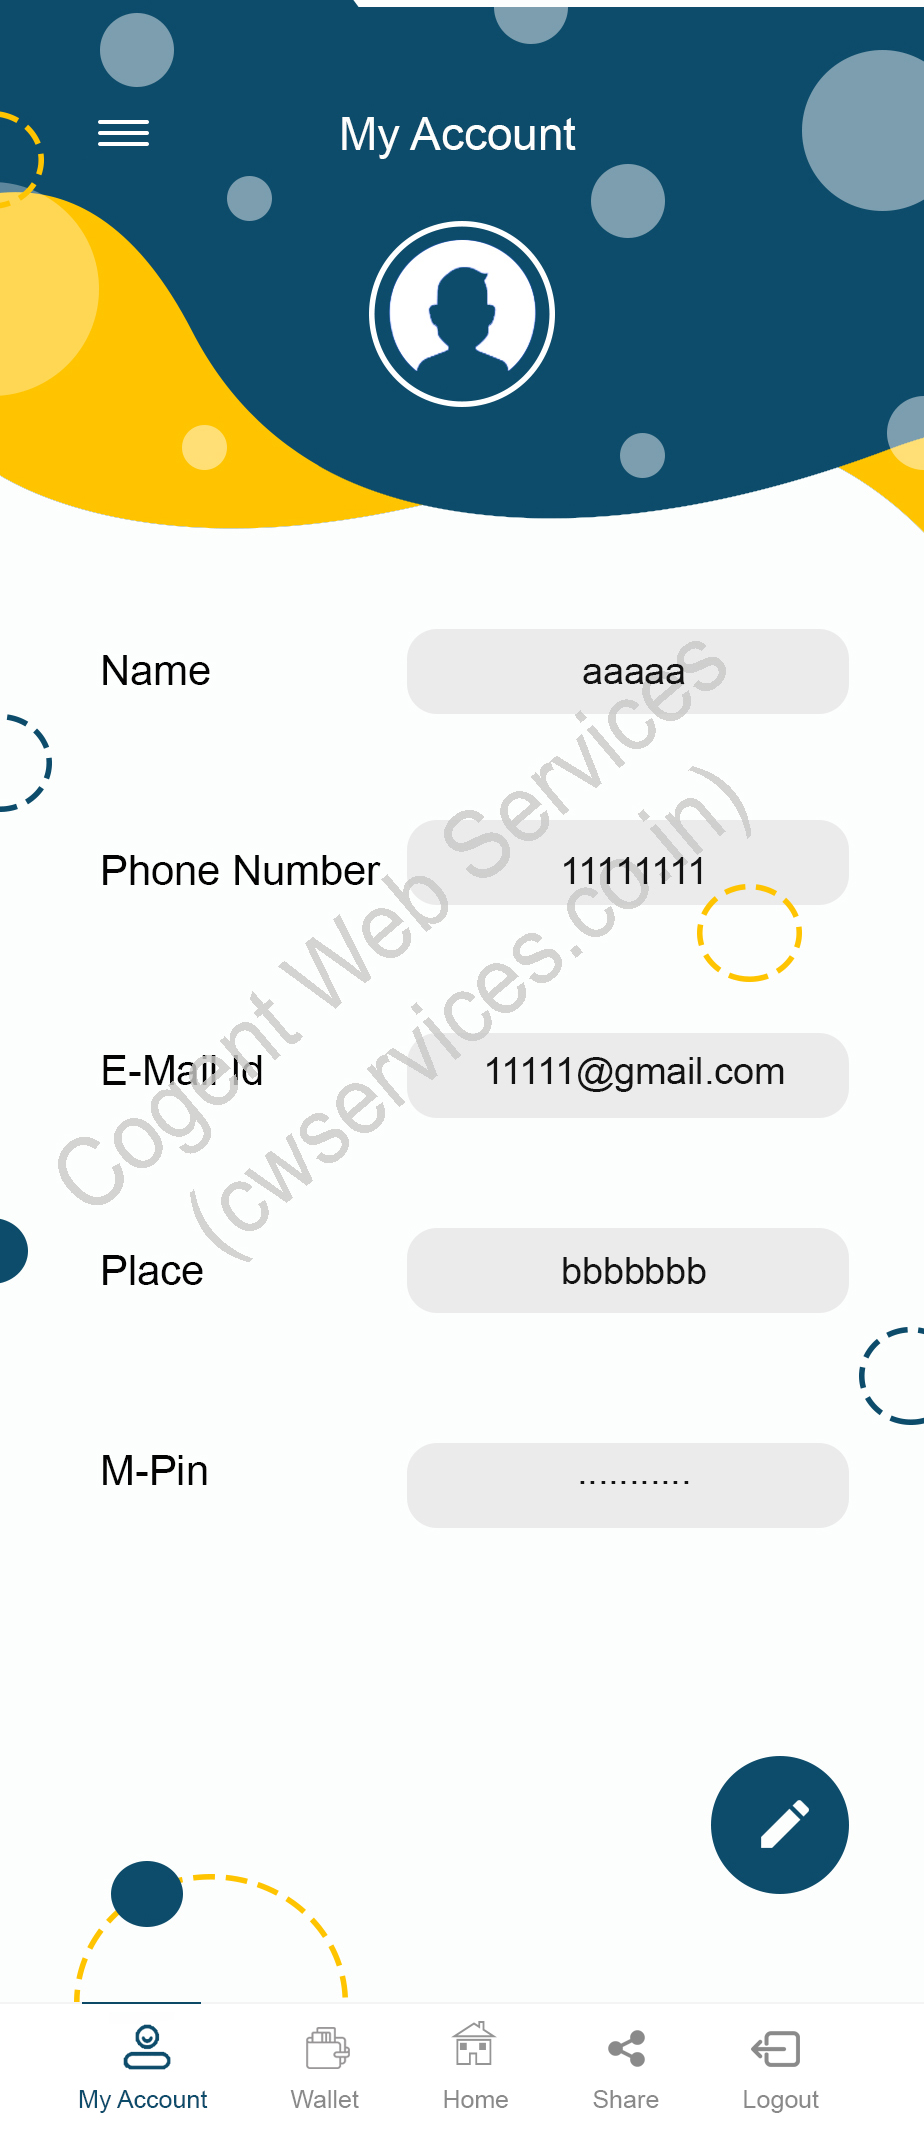 My Account
Name aaaaa
Phone Number 11111111
E-Mail Id 11111@gmail.com
Place bbbbbbb
M-Pin ...........
Cogent Web Services
(cwservices.co.in)
My Account Wallet Home Share Logout